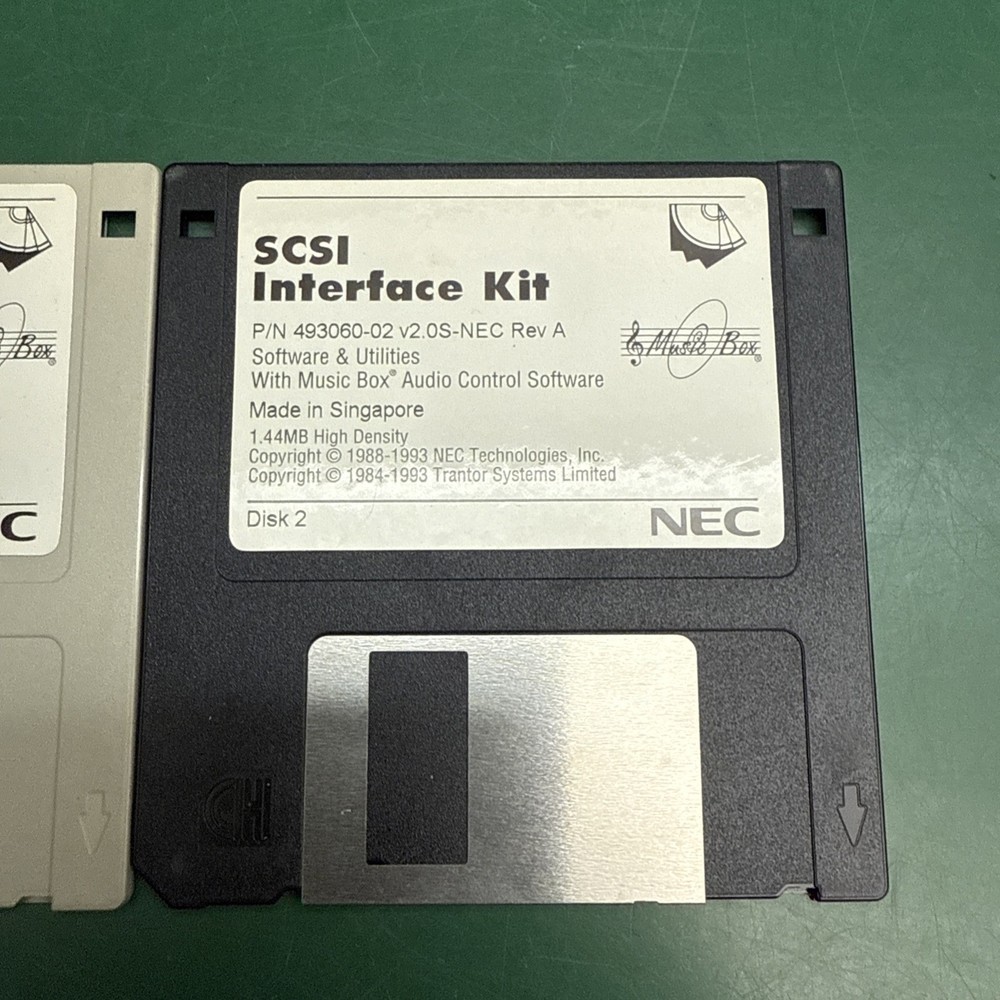 SCSI
Interface Kit
P/N 493060-02 v2.0S-NEC Rev A
Software & Utilities
With Music Box® Audio Control Software
Made in Singapore
1.44MB High Density
Copyright © 1988-1993 NEC Technologies, Inc.
Copyright © 1984-1993 Trantor Systems Limited
Disk 2
NEC
Music Box®
Box®
C
HD